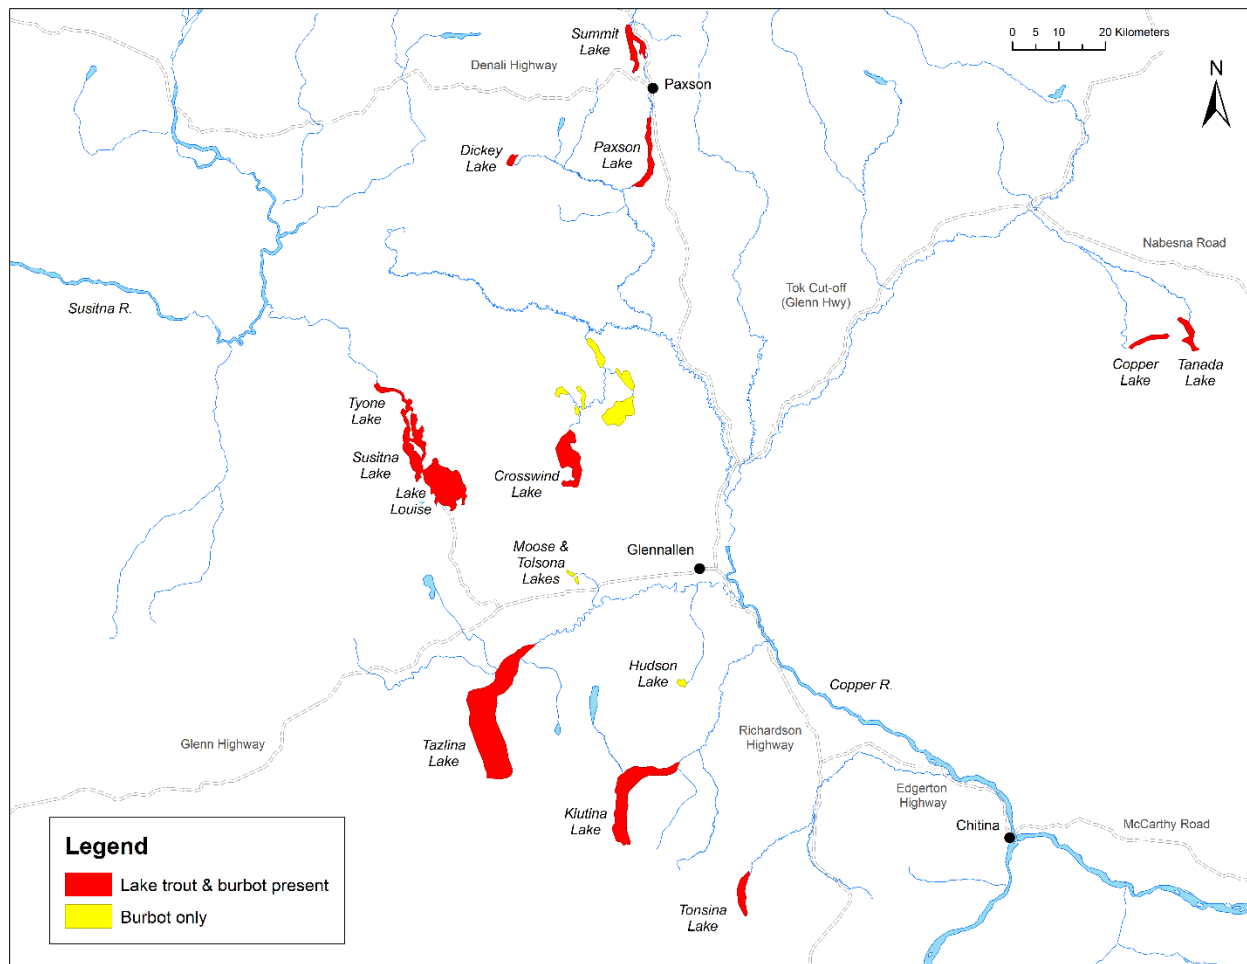 Summit
Lake
0 5 10 20 Kilometers
Denali Highway
N
Paxson
Dickey
Lake
Paxson
Lake
Nabesna Road
Tok Cut-off
(Glenn Hwy)
Susitna R.
Copper
Lake
Tanada
Lake
Tyone
Lake
Susitna
Lake
Lake
Louise
Crosswind
Lake
Moose &
Tolsona
Lakes
Glennallen
Hudson
Lake
Copper R.
Glenn Highway
Tazlina
Lake
Richardson
Highway
Klutina
Lake
Edgerton
Highway
Chitina
McCarthy Road
Tonsina
Lake
Legend
Lake trout & burbot present
Burbot only